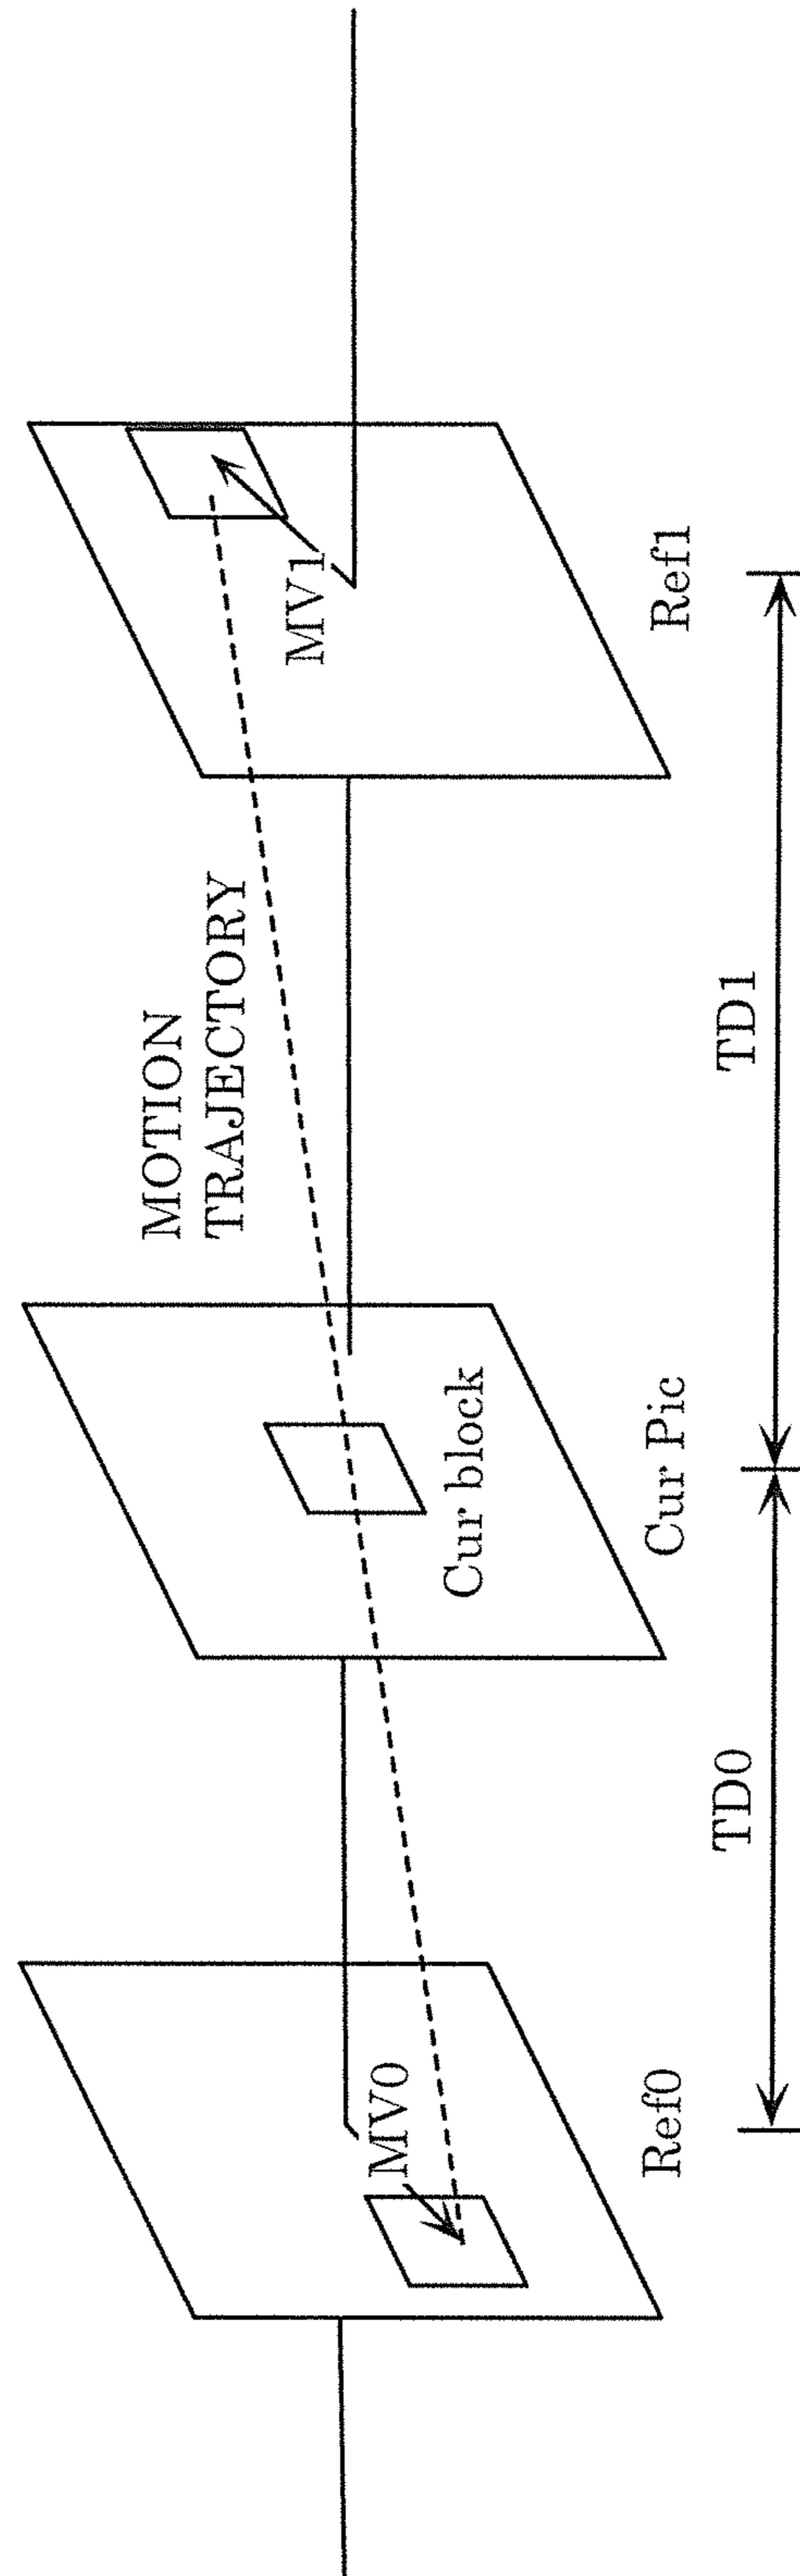 MOTION
TRAJECTORY
MV0
MV1
Cur block
Ref0
Cur Pic
Ref1
TD0
TD1